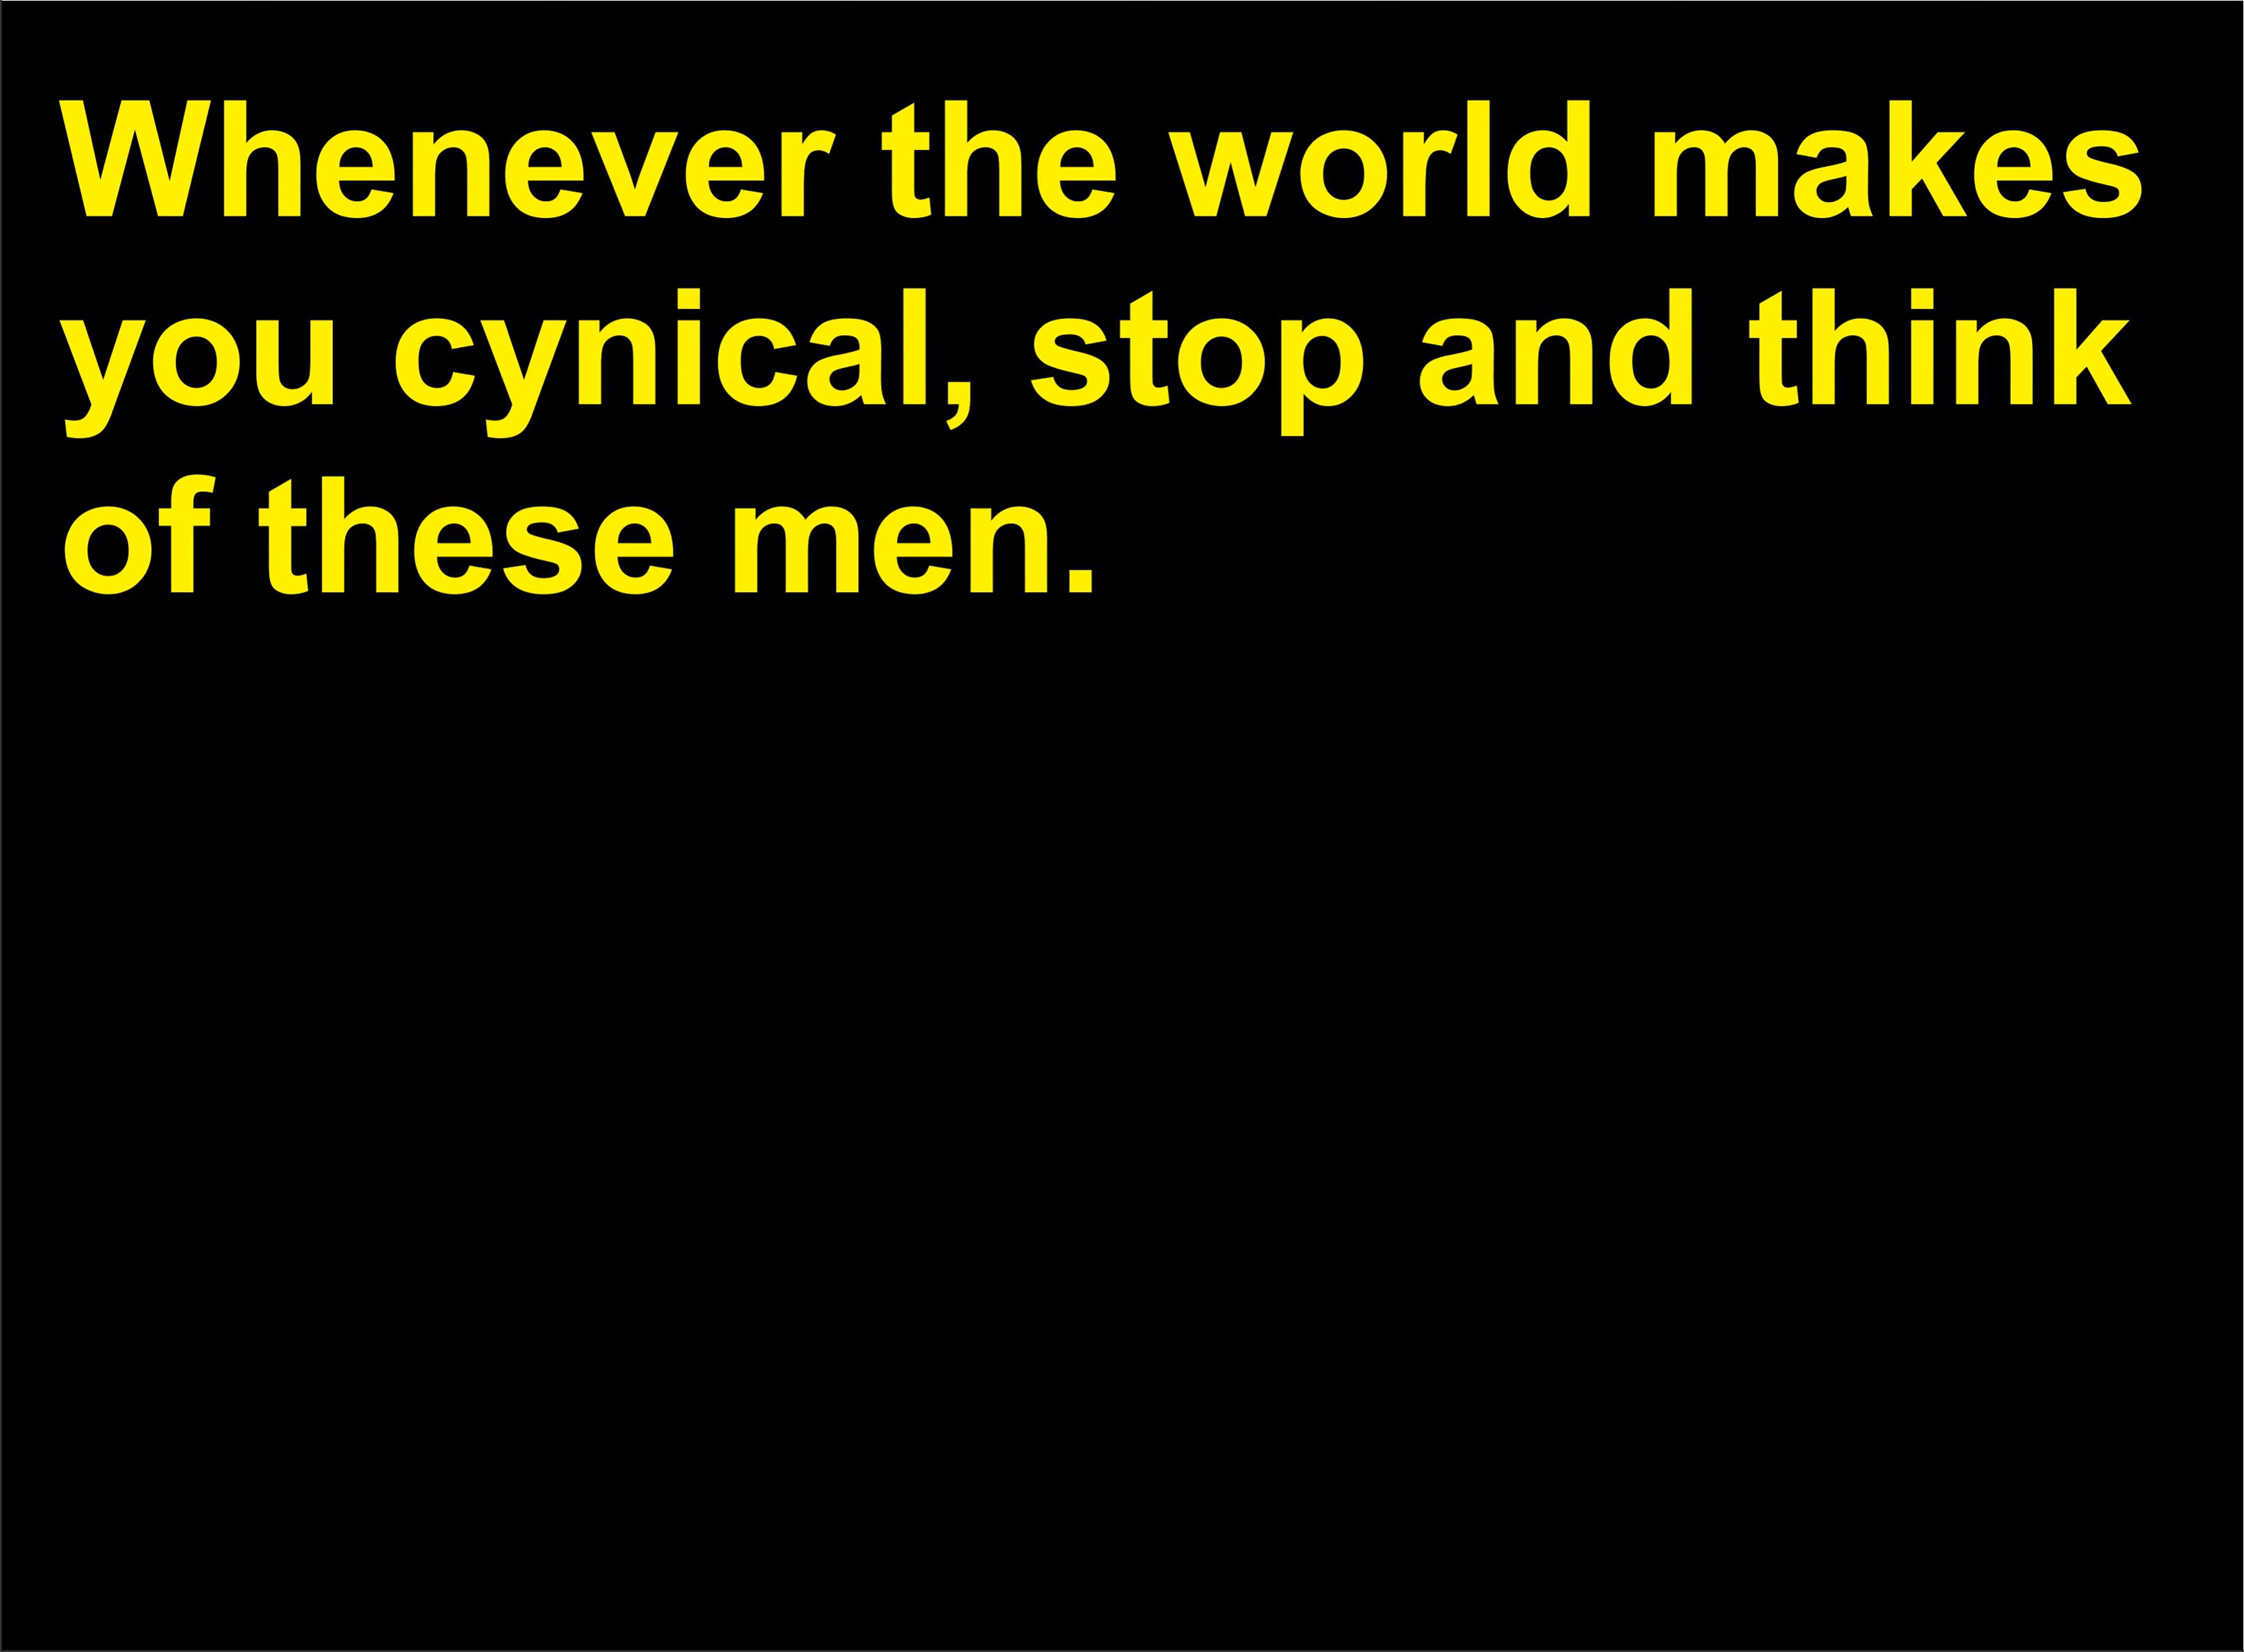 Whenever the world makes
you cynical, stop and think
of these men.